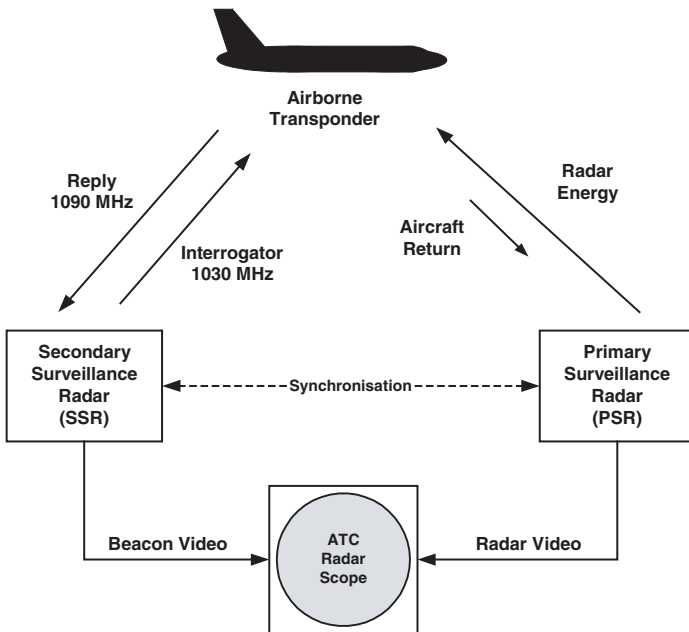 Airborne
Transponder
Reply
1090 MHz
Interrogator
1030 MHz
Aircraft
Return
Radar
Energy
Secondary
Surveillance
Radar
(SSR)
Synchronisation
Primary
Surveillance
Radar
(PSR)
Beacon Video
ATC
Radar
Scope
Radar Video